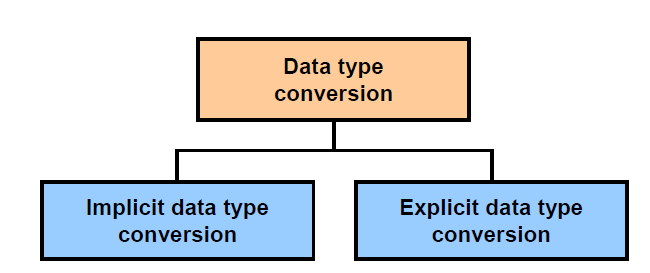 Data type
conversion
Implicit data type
conversion
Explicit data type
conversion